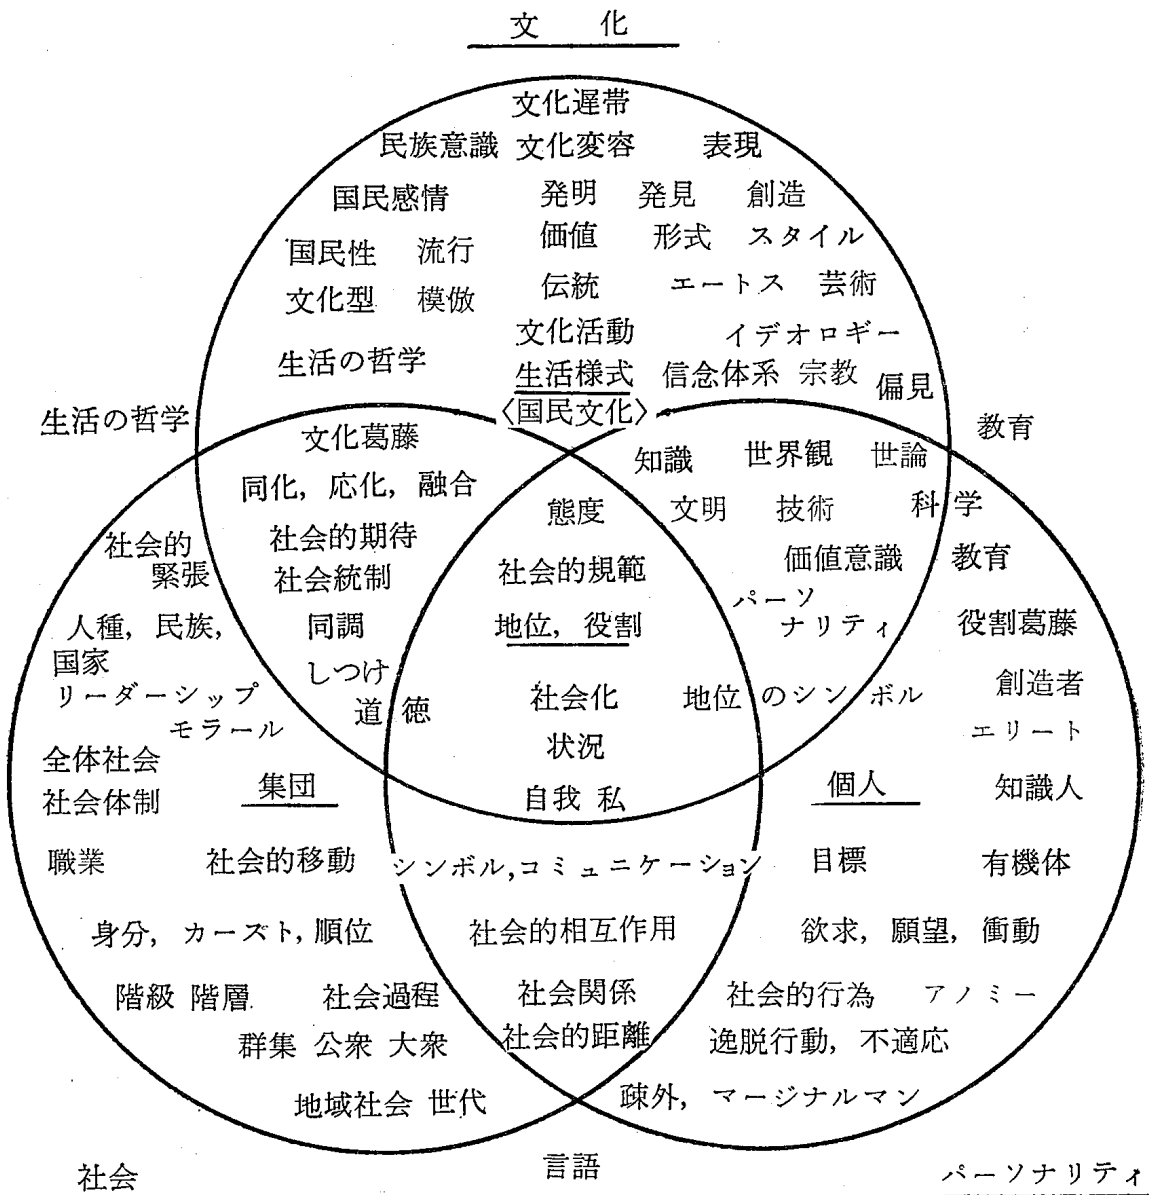 文 化
文化遅帯
民族意識 文化変容 表現
国民感情 発明 発見 創造
国民性 流行 価値 形式 スタイル
文化型 模倣 伝統 エートス 芸術
文化活動 イデオロギー
生活の哲学 生活様式 信念体系 宗教 偏見
生活の哲学 〈国民文化〉 教育
文化葛藤 知識 世界観 世論
同化, 応化, 融合 態度 文明 技術 科学
社会的 社会的期待
緊張 社会統制 社会的規範 価値意識 教育
人種, 民族, 同調 地位, 役割 パーソ
ナリティ 役割葛藤
国家 しつけ
リーダーシップ 道徳 社会化 地位のシンボル 創造者
モラール 状況 エリート
全体社会
社会体制 集団 自我 私 個人 知識人
職業 社会的移動 シンボル,コミュニケーション 目標 有機体
身分, カースト, 順位 社会的相互作用 欲求, 願望, 衝動
階級 階層 社会過程 社会関係 社会的行為 アノミー
群集 公衆 大衆 社会的距離 逸脱行動, 不適応
地域社会 世代 疎外, マージナルマン
社会 言語 パーソナリティ